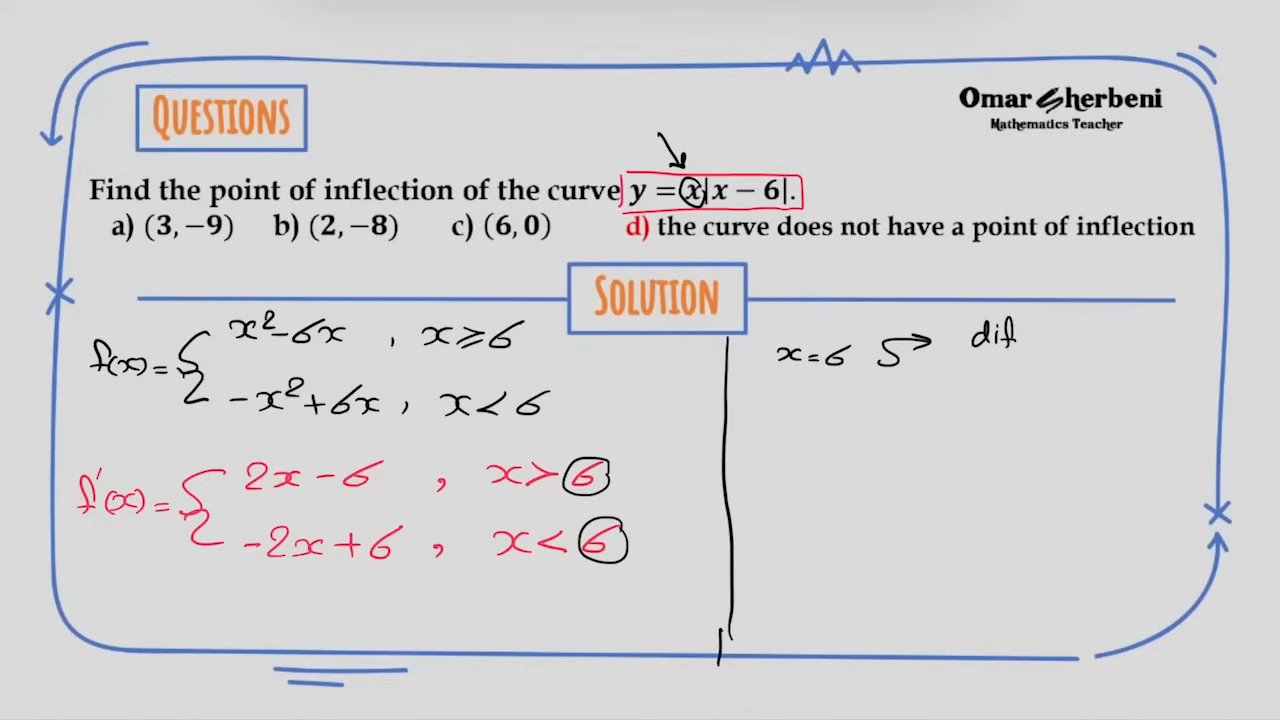 QUESTIONS
Omar Sherbeni
Mathematics Teacher
Find the point of inflection of the curve y = x|x − 6|.
a) (3, −9) b) (2, −8) c) (6, 0) d) the curve does not have a point of inflection
SOLUTION
f(x) = { x² − 6x , x ≥ 6
− x² + 6x , x < 6
f'(x) = { 2x − 6 , x > 6
− 2x + 6 , x < 6
x = 6 → dif